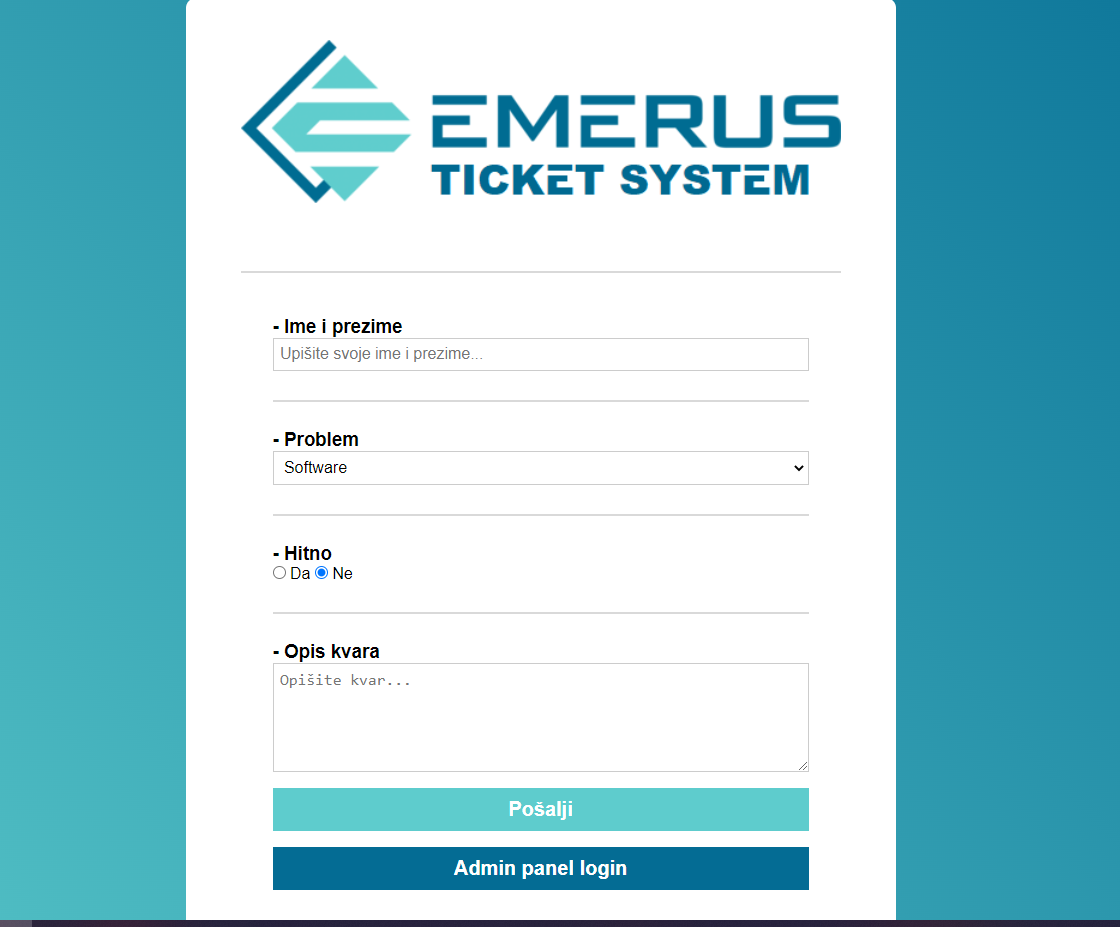 EMERUS
TICKET SYSTEM
- Ime i prezime
Upišite svoje ime i prezime...
- Problem
Software
- Hitno
Da Ne
- Opis kvara
Opišite kvar...
Pošalji
Admin panel login